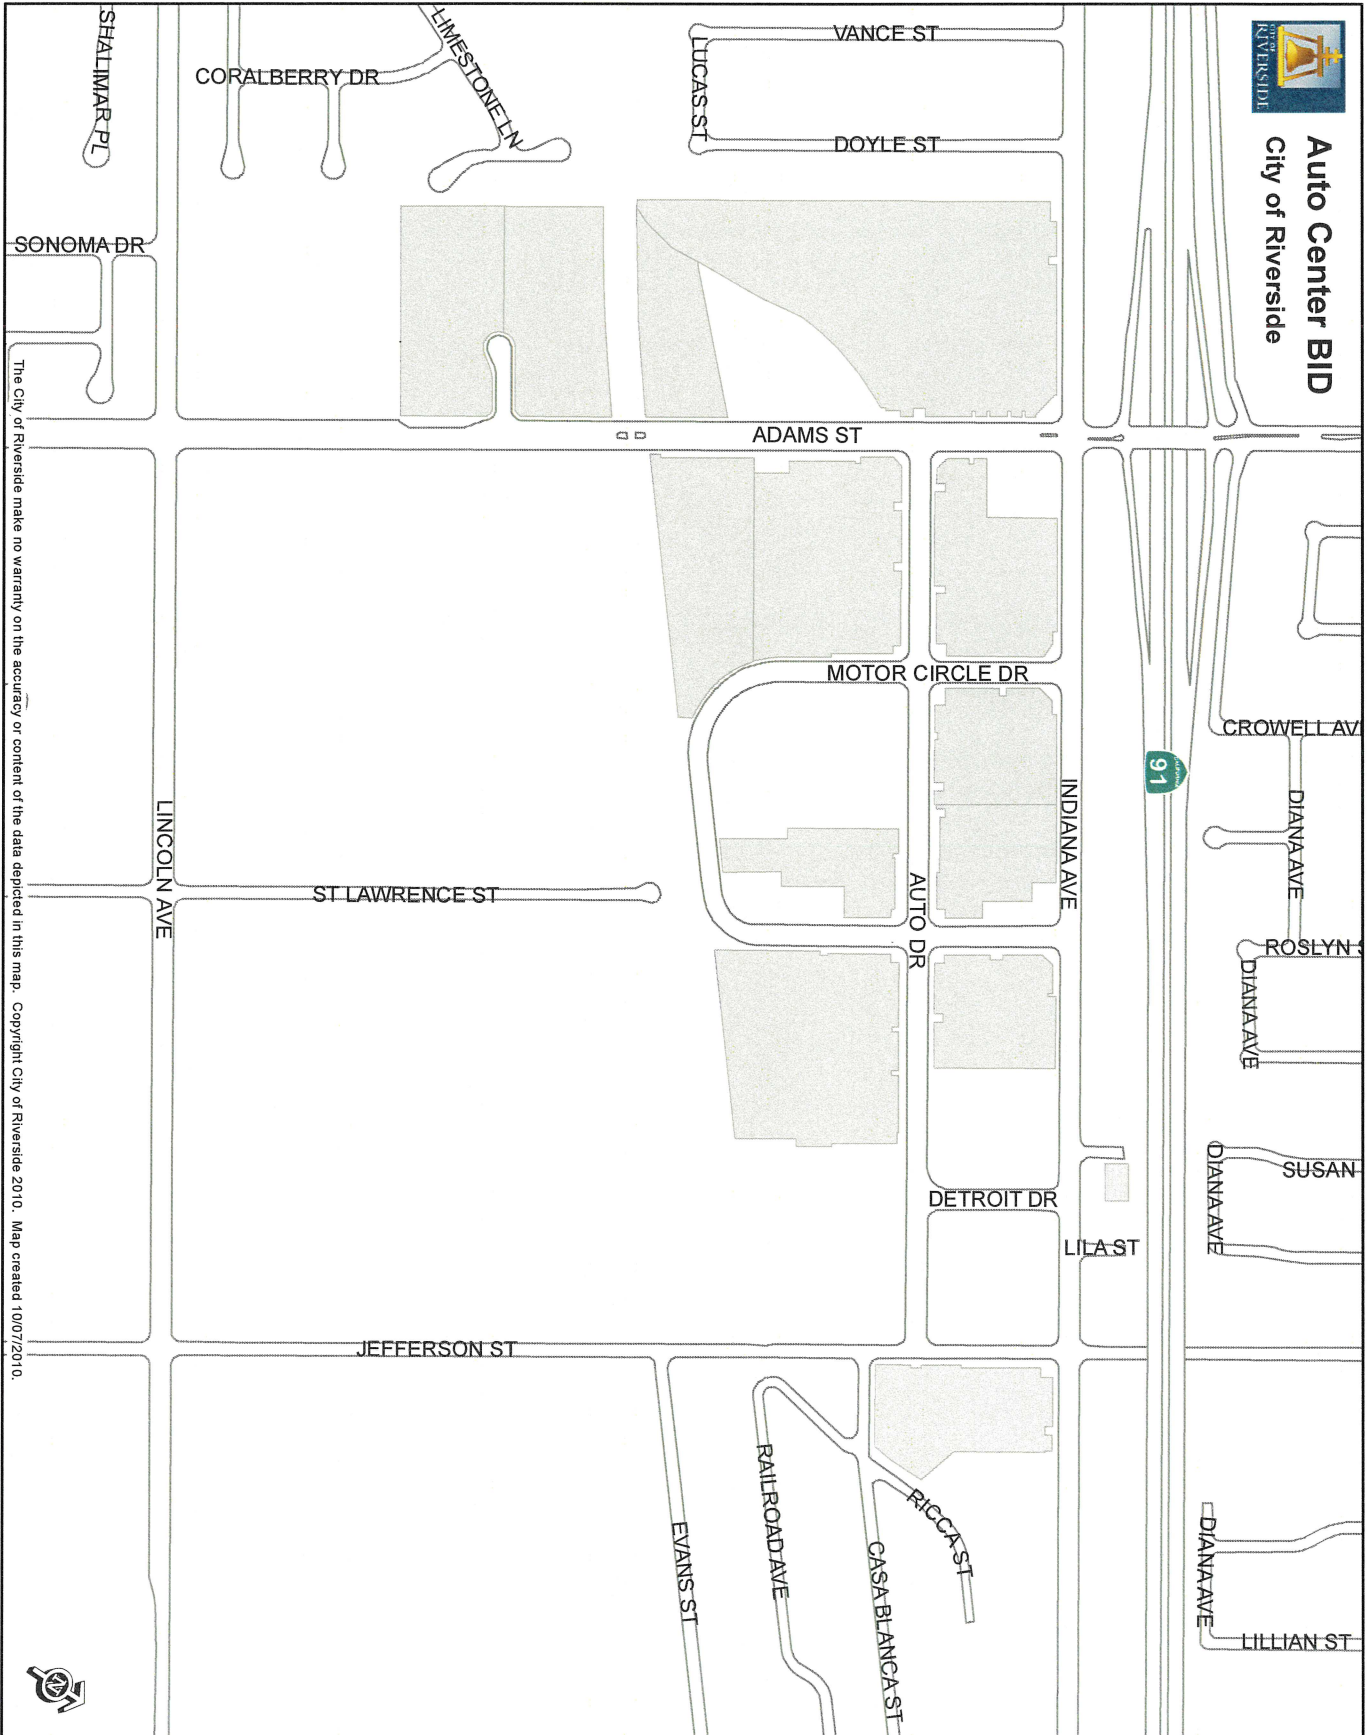 CITY OF
RIVERSIDE
Auto Center BID
City of Riverside
CROWELL AV
DIANA AVE
ROSLYN S
DIANA AVE
SUSAN
DIANA AVE
DIANA AVE
LILLIAN ST
CALIFORNIA
91
VANCE ST
LUCAS ST
DOYLE ST
LIMESTONE LN
CORALBERRY DR
SHALIMAR PL
SONOMA DR
ADAMS ST
MOTOR CIRCLE DR
INDIANA AVE
AUTO DR
DETROIT DR
LILA ST
ST LAWRENCE ST
LINCOLN AVE
JEFFERSON ST
RICCA ST
RAILROAD AVE
CASA BLANCA ST
EVANS ST
N
The City of Riverside make no warranty on the accuracy or content of the data depicted in this map. Copyright City of Riverside 2010. Map created 10/07/2010.